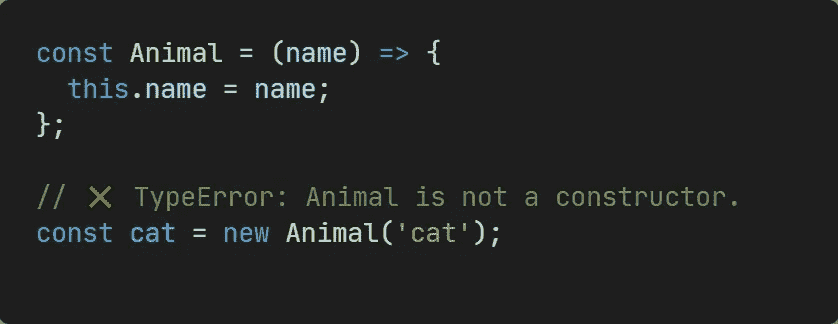 const Animal = (name) => {
  this.name = name;
};
// ❌ TypeError: Animal is not a constructor.
const cat = new Animal('cat');